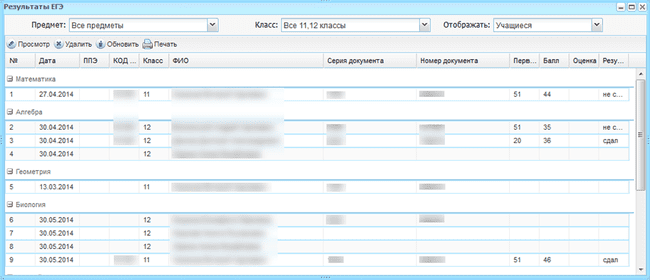 Результаты ЕГЭ
Предмет: Все предметы Класс: Все 11,12 классы Отображать: Учащиеся
Просмотр Удалить Обновить Печать
№ Дата ППЭ КОД ... Класс ФИО Серия документа Номер документа Перв... Балл Оценка Резу...
Математика
1 27.04.2014 11 51 44 не с...
Алгебра
2 30.04.2014 12 51 35 не с...
3 30.04.2014 12 20 36 сдал
4 30.04.2014 12
Геометрия
5 13.03.2014 11
Биология
6 30.05.2014 12
7 30.05.2014 12
8 30.05.2014 12
9 30.05.2014 11 51 46 сдал